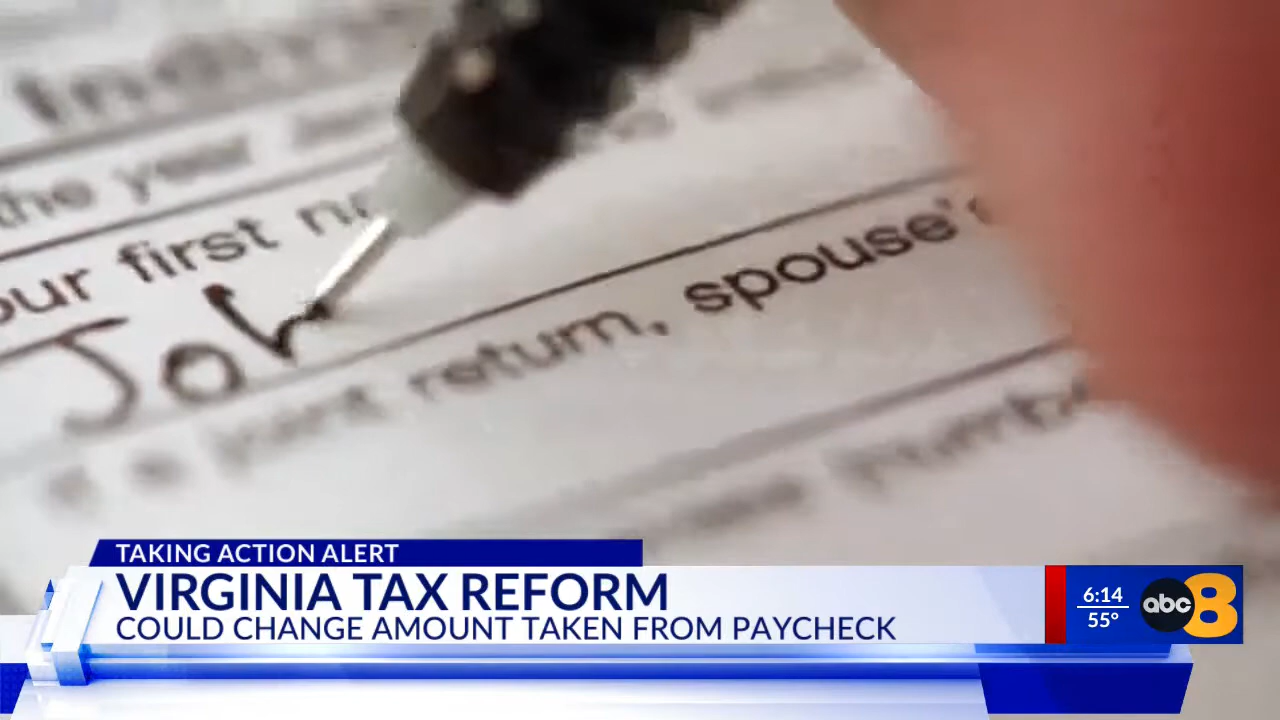 the year
our first na
Joh
return, spouse's
TAKING ACTION ALERT
VIRGINIA TAX REFORM
COULD CHANGE AMOUNT TAKEN FROM PAYCHECK
6:14
55°
abc 8